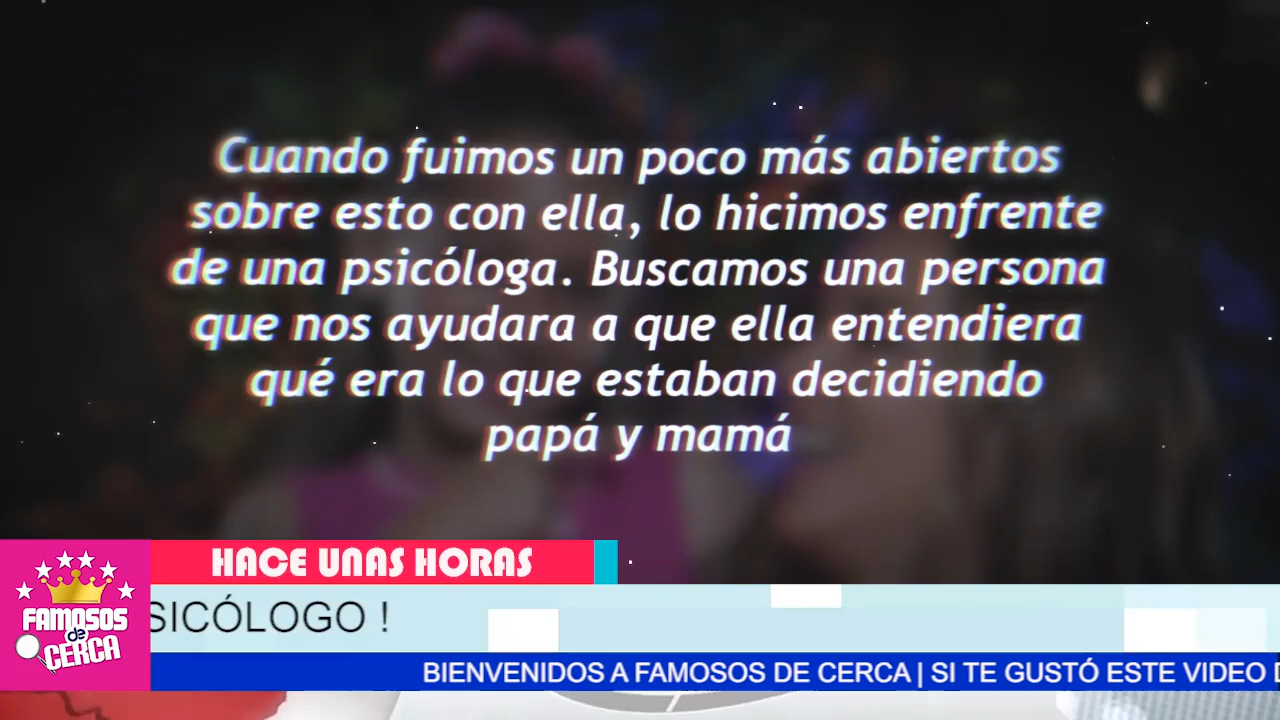 Cuando fuimos un poco más abiertos
sobre esto con ella, lo hicimos enfrente
de una psicóloga. Buscamos una persona
que nos ayudara a que ella entendiera
qué era lo que estaban decidiendo
papá y mamá
HACE UNAS HORAS
FAMOSOS
de
CERCA
SICÓLOGO !
BIENVENIDOS A FAMOSOS DE CERCA | SI TE GUSTÓ ESTE VIDEO